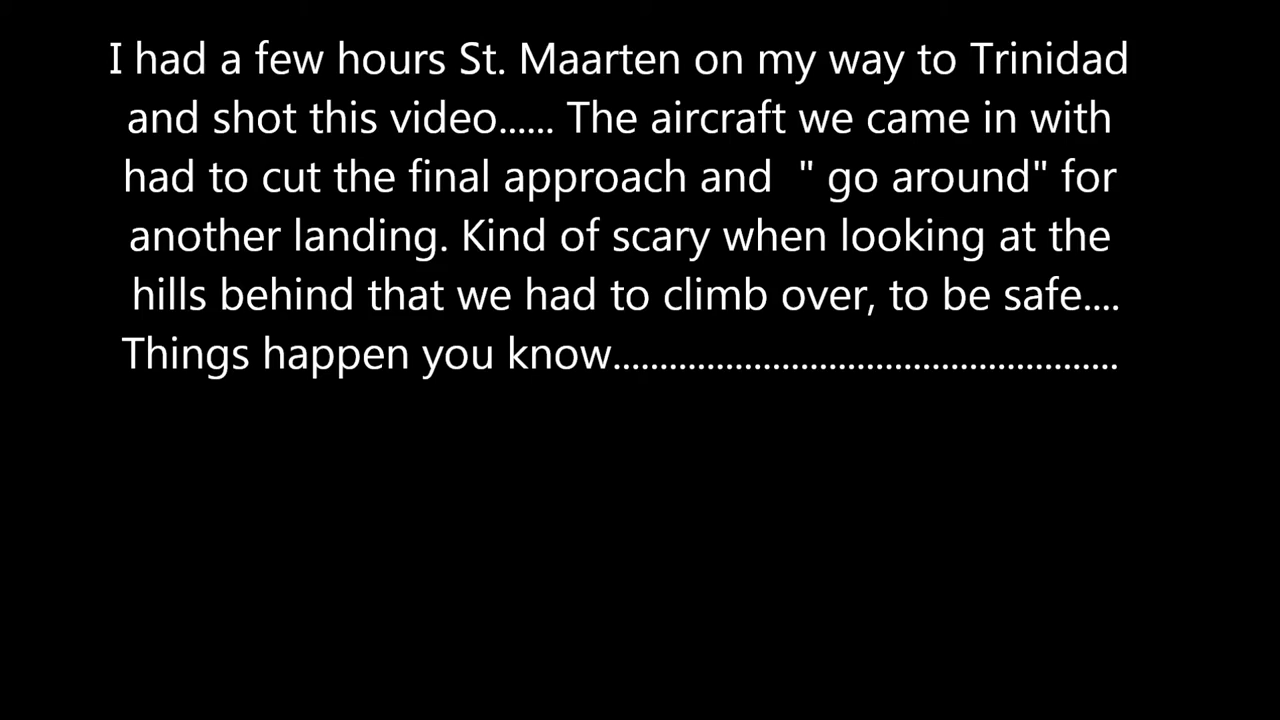 I had a few hours St. Maarten on my way to Trinidad
and shot this video...... The aircraft we came in with
had to cut the final approach and  " go around" for
another landing. Kind of scary when looking at the
hills behind that we had to climb over, to be safe....
Things happen you know......................................................